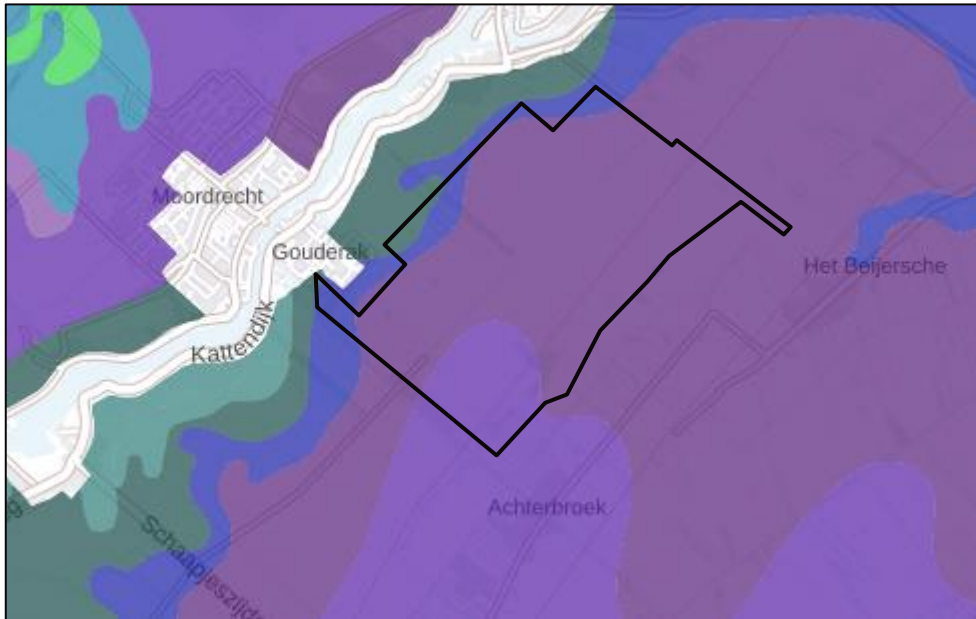 Moordrecht
Gouderak
Het Beijersche
Kattendijk
Achterbroek
Schaapjeszijde